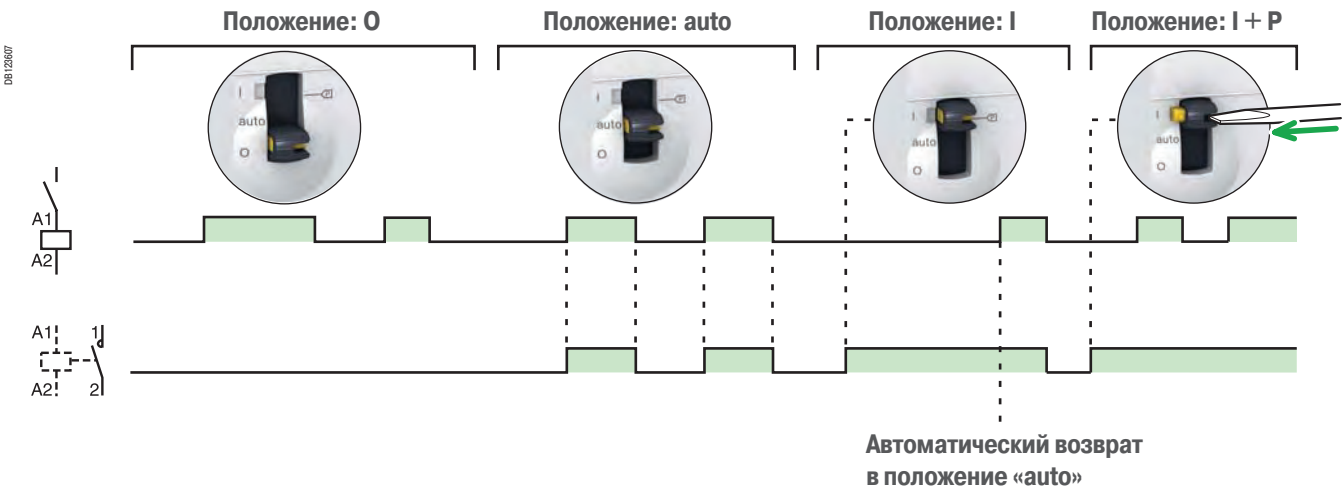 Положение: O
Положение: auto
Положение: I
Положение: I + P
DB123607
I
auto
O
I
auto
O
I
auto
O
I
auto
O
A1
A2
A1
1
A2
2
Автоматический возврат
в положение «auto»